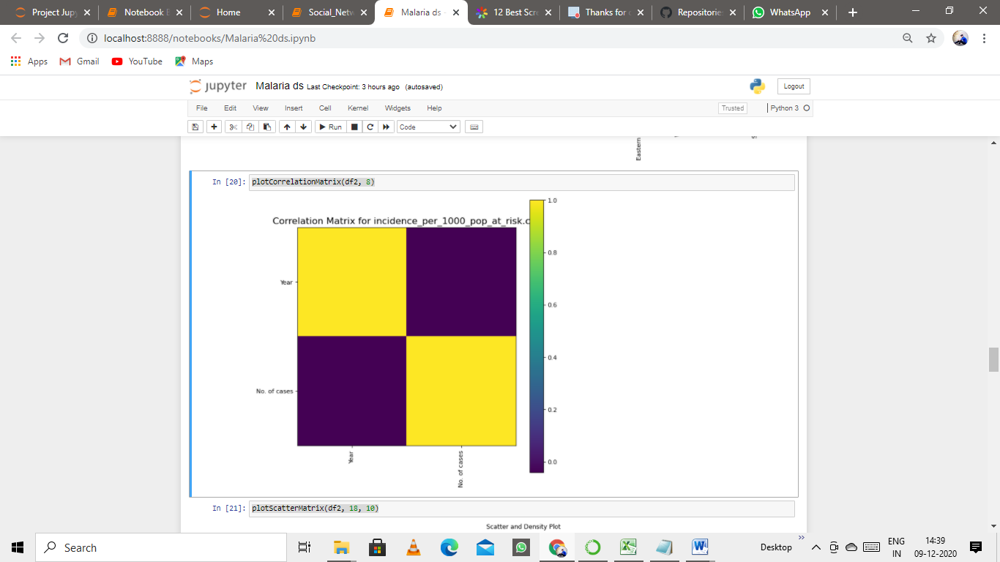 Project Jup
Notebook E
Home
Social_Netw
Malaria ds -
12 Best Scre
Thanks for
Repositories
WhatsApp
localhost:8888/notebooks/Malaria%20ds.ipynb
Apps
Gmail
YouTube
Maps
jupyter
Malaria ds
Last Checkpoint: 3 hours ago
(autosaved)
Logout
File
Edit
View
Insert
Cell
Kernel
Widgets
Help
Trusted
Python 3
Run
Code
Eastern
In [20]:
plotCorrelationMatrix(df2, 8)
Correlation Matrix for incidence_per_1000_pop_at_risk.c
1.0
0.8
0.6
0.4
0.2
0.0
Year
No. of cases
Year
No. of cases
In [21]:
plotScatterMatrix(df2, 18, 10)
Scatter and Density Plot
Search
Desktop
ENG
IN
14:39
09-12-2020